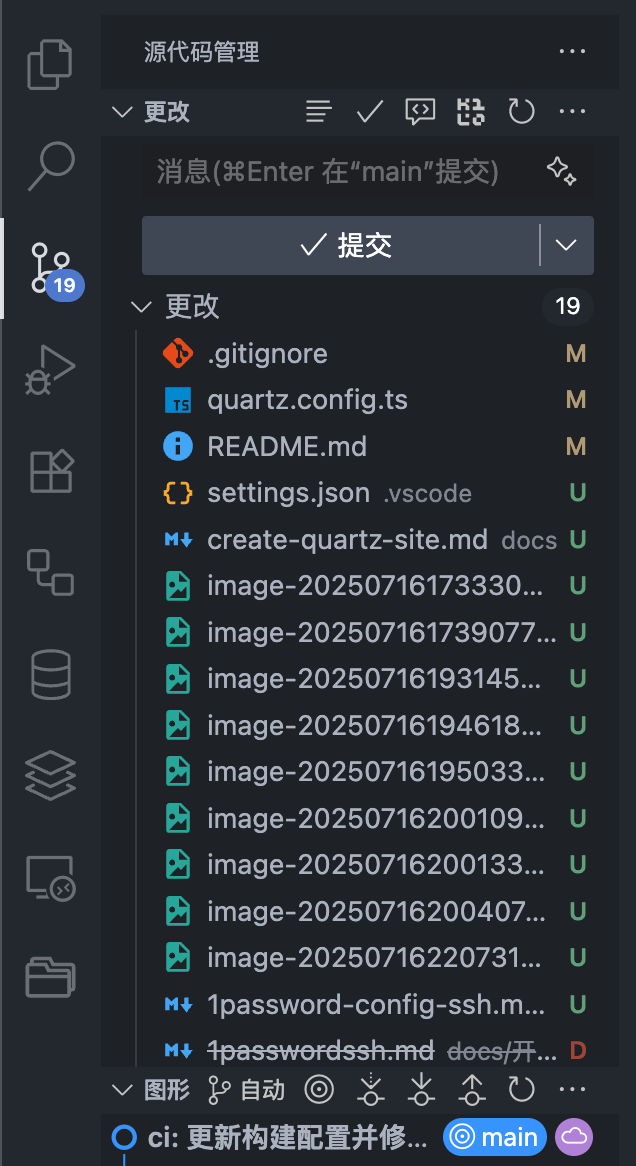 源代码管理
更改
消息(⌘Enter 在“main”提交)
提交
19
更改 19
.gitignore M
TS quartz.config.ts M
README.md M
{} settings.json .vscode U
M create-quartz-site.md docs U
image-20250716173330... U
image-202507161739077... U
image-20250716193145... U
image-20250716194618... U
image-20250716195033... U
image-20250716200109... U
image-20250716200133... U
image-20250716200407... U
image-20250716220731... U
M 1password-config-ssh.m... U
M 1passwordssh.md docs/开... D
图形 自动
ci: 更新构建配置并修... main